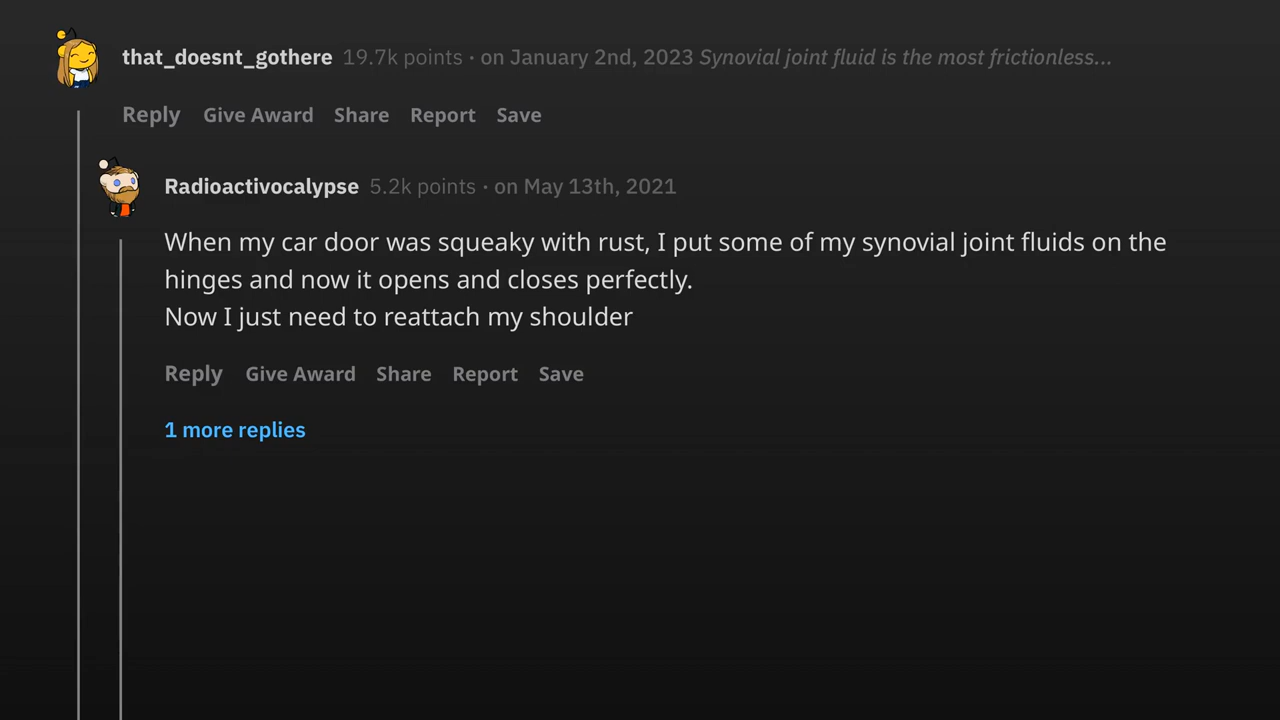 that_doesnt_gothere 19.7k points · on January 2nd, 2023 Synovial joint fluid is the most frictionless...
Reply Give Award Share Report Save
Radioactivocalypse 5.2k points · on May 13th, 2021
When my car door was squeaky with rust, I put some of my synovial joint fluids on the
hinges and now it opens and closes perfectly.
Now I just need to reattach my shoulder
Reply Give Award Share Report Save
1 more replies